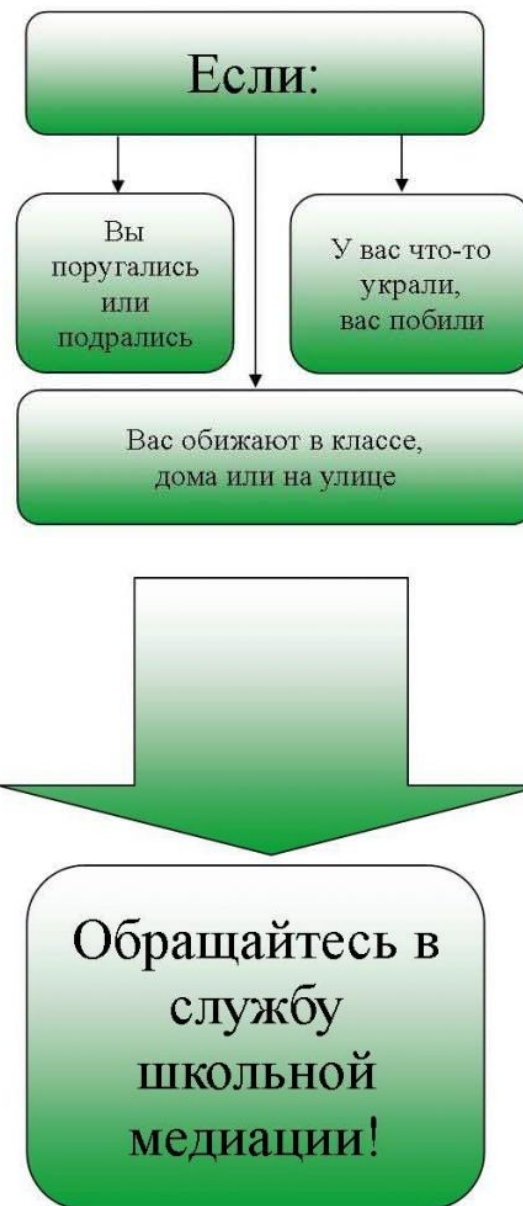 Если:
Вы
поругались
или
подрались
У вас что-то
украли,
вас побили
Вас обижают в классе,
дома или на улице
Обращайтесь в
службу
школьной
медиации!